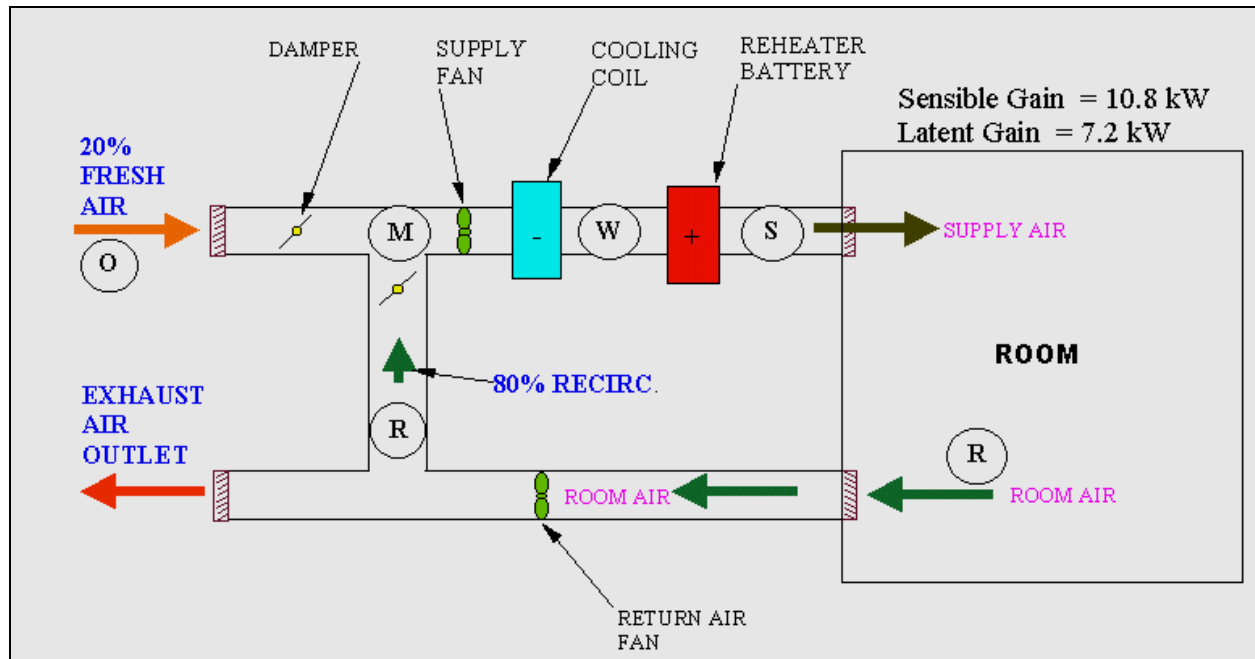 DAMPER
SUPPLY
FAN
COOLING
COIL
REHEATER
BATTERY
Sensible Gain = 10.8 kW
Latent Gain = 7.2 kW
20%
FRESH
AIR
O
M
-
W
+
S
SUPPLY AIR
ROOM
80% RECIRC.
EXHAUST
AIR
OUTLET
R
R
ROOM AIR
ROOM AIR
RETURN AIR
FAN